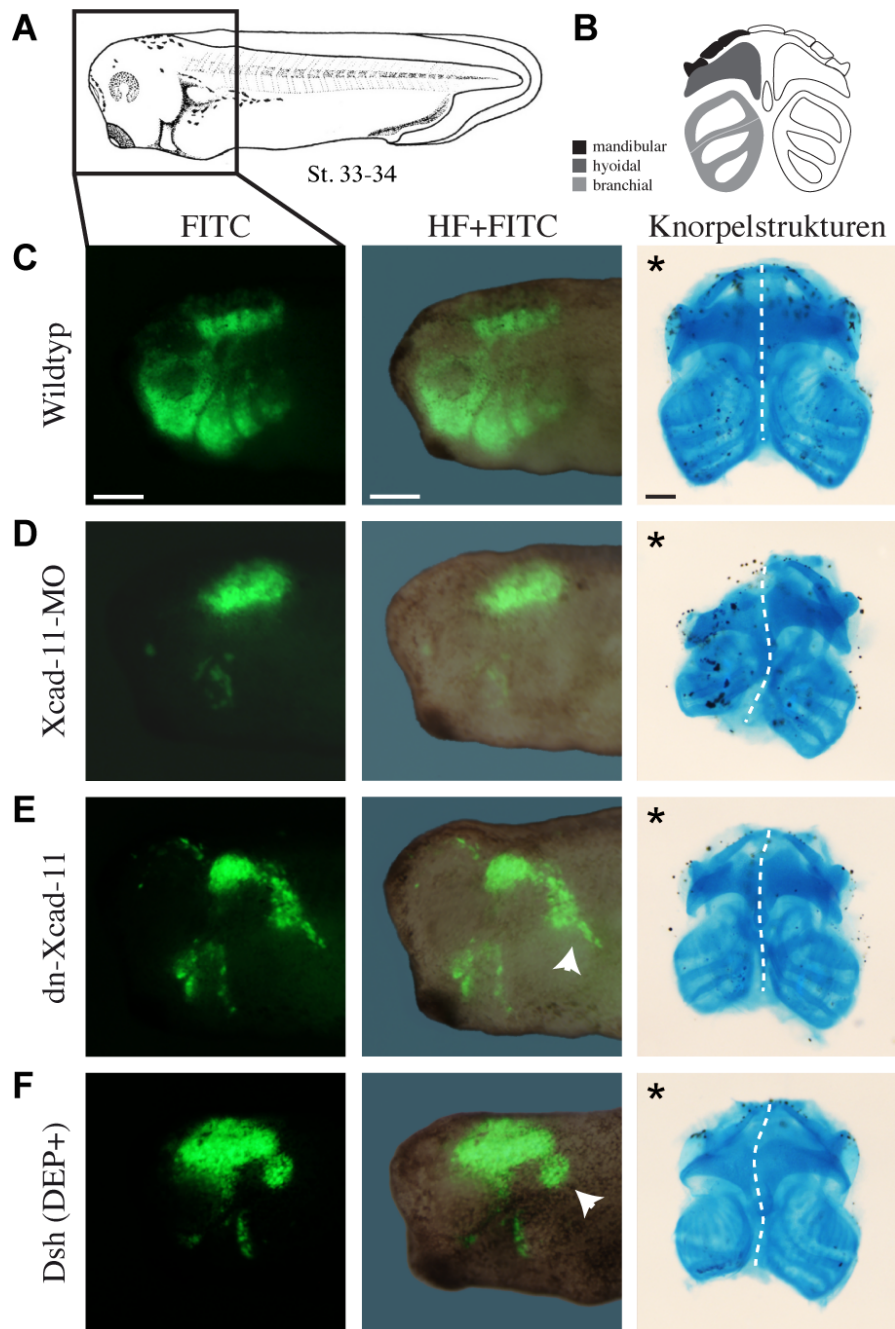 A
St. 33-34
B
mandibular
hyoidal
branchial
FITC
HF+FITC
Knorpelstrukturen
C
Wildtyp
*
D
Xcad-11-MO
*
E
dn-Xcad-11
*
F
Dsh (DEP+)
*